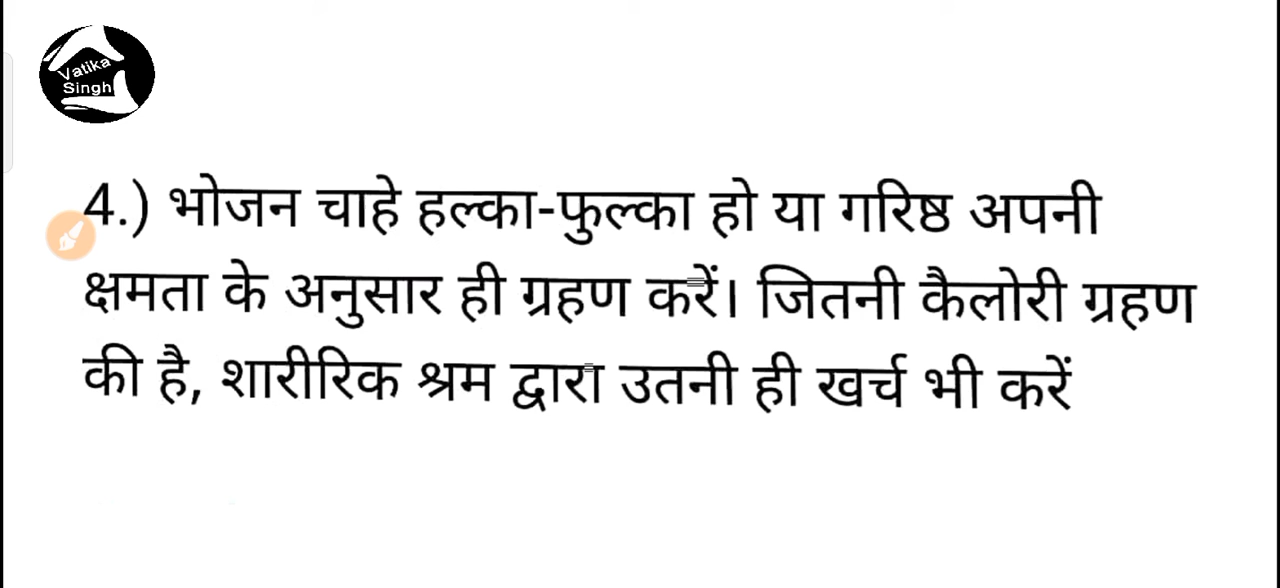 Vatika
Singh
4.) भोजन चाहे हल्का-फुल्का हो या गरिष्ठ अपनी
क्षमता के अनुसार ही ग्रहण करें। जितनी कैलोरी ग्रहण
की है, शारीरिक श्रम द्वारा उतनी ही खर्च भी करें